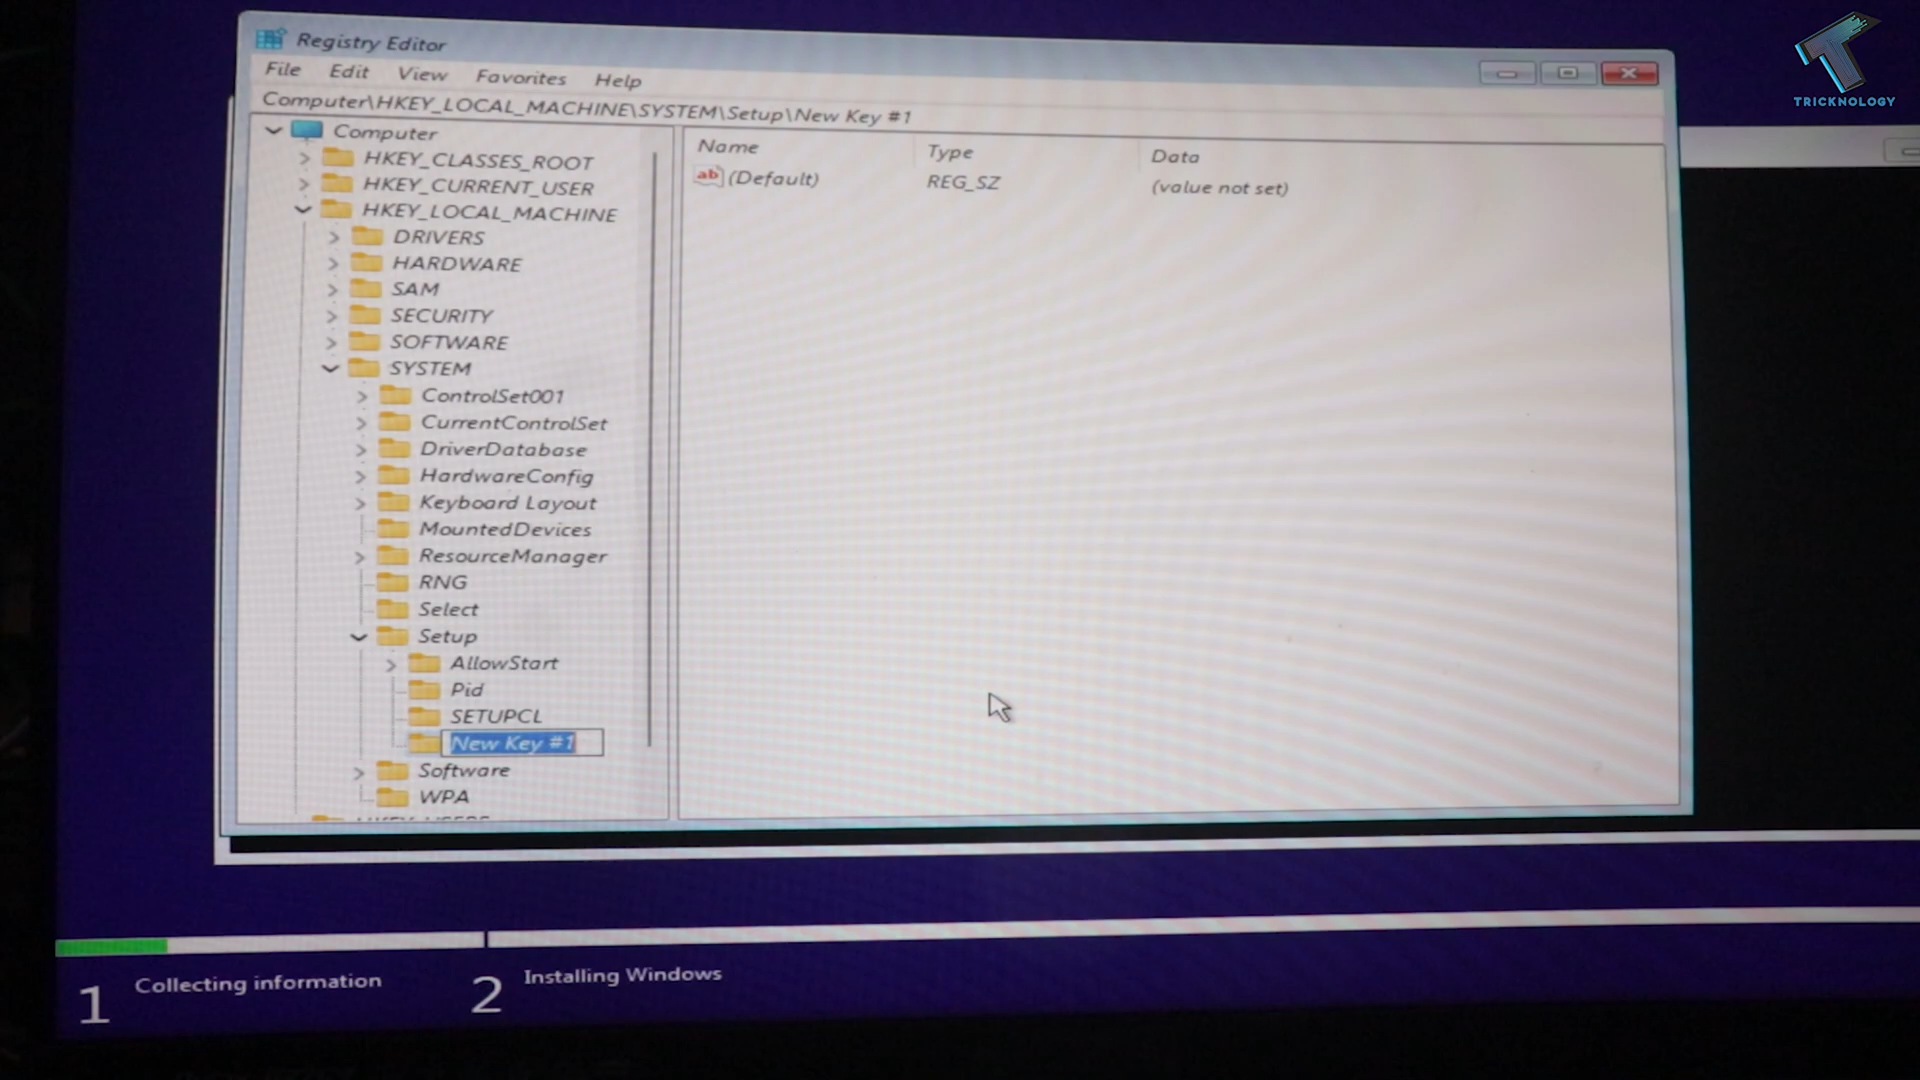 Registry Editor
File Edit View Favorites Help
Computer\HKEY_LOCAL_MACHINE\SYSTEM\Setup\New Key #1
Computer
HKEY_CLASSES_ROOT
HKEY_CURRENT_USER
HKEY_LOCAL_MACHINE
DRIVERS
HARDWARE
SAM
SECURITY
SOFTWARE
SYSTEM
ControlSet001
CurrentControlSet
DriverDatabase
HardwareConfig
Keyboard Layout
MountedDevices
ResourceManager
RNG
Select
Setup
AllowStart
Pid
SETUPCL
New Key #1
Software
WPA
Name Type Data
ab (Default) REG_SZ (value not set)
TRICKNOLOGY
1 Collecting information 2 Installing Windows